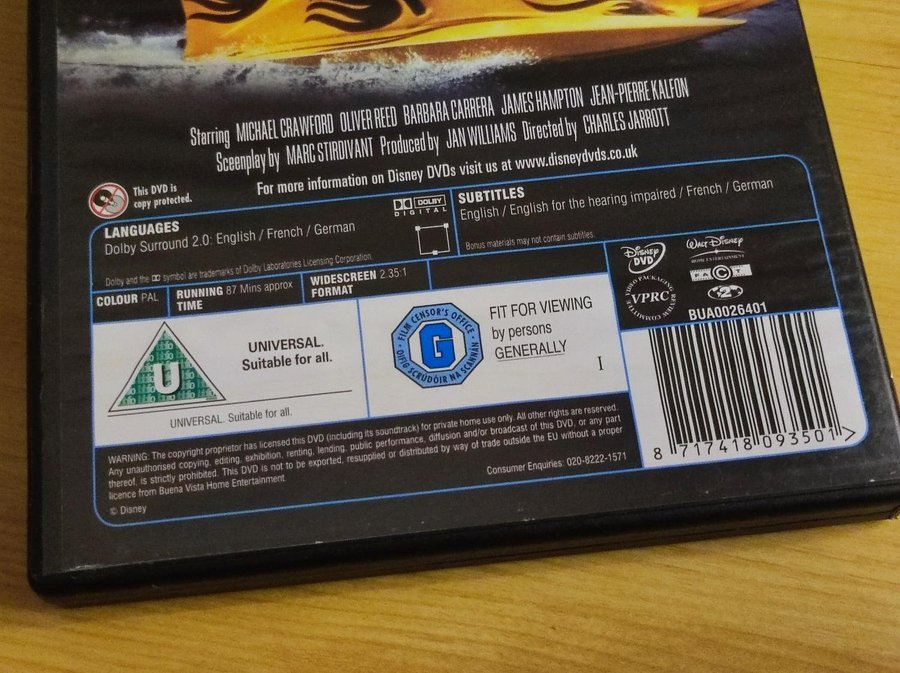 Starring MICHAEL CRAWFORD OLIVER REED BARBARA CARRERA JAMES HAMPTON JEAN-PIERRE KALFON
Sceenplay by MARC STIRDIVANT Produced by JAN WILLIAMS Directed by CHARLES JARROTT
For more information on Disney DVDs visit us at www.disneydvds.co.uk
This DVD is
copy protected.
LANGUAGES
Dolby Surround 2.0: English / French / German
DOLBY
DIGITAL
Dolby and the DD symbol are trademarks of Dolby Laboratories Licensing Corporation.
SUBTITLES
English / English for the hearing impaired / French / German
Bonus materials may not contain subtitles.
COLOUR PAL
RUNNING 87 Mins approx
TIME
WIDESCREEN 2.35:1
FORMAT
Disney
DVD
WALT DISNEY
HOME ENTERTAINMENT
VIDEO PACKAGING REVIEW COMMITTEE
VPRC
2
BUA0026401
U
UNIVERSAL.
Suitable for all.
UNIVERSAL. Suitable for all.
FILM CENSOR'S OFFICE
G
OIFIG SCRÚDÓIR NA SCANNÁN
FIT FOR VIEWING
by persons
GENERALLY
I
8 717418 093501 >
WARNING: The copyright proprietor has licensed this DVD (including its soundtrack) for private home use only. All other rights are reserved.
Any unauthorised copying, editing, exhibition, renting, lending, public performance, diffusion and/or broadcast of this DVD, or any part
thereof, is strictly prohibited. This DVD is not to be exported, resupplied or distributed by way of trade outside the EU without a proper
licence from Buena Vista Home Entertainment
Consumer Enquiries: 020-8222-1571
© Disney